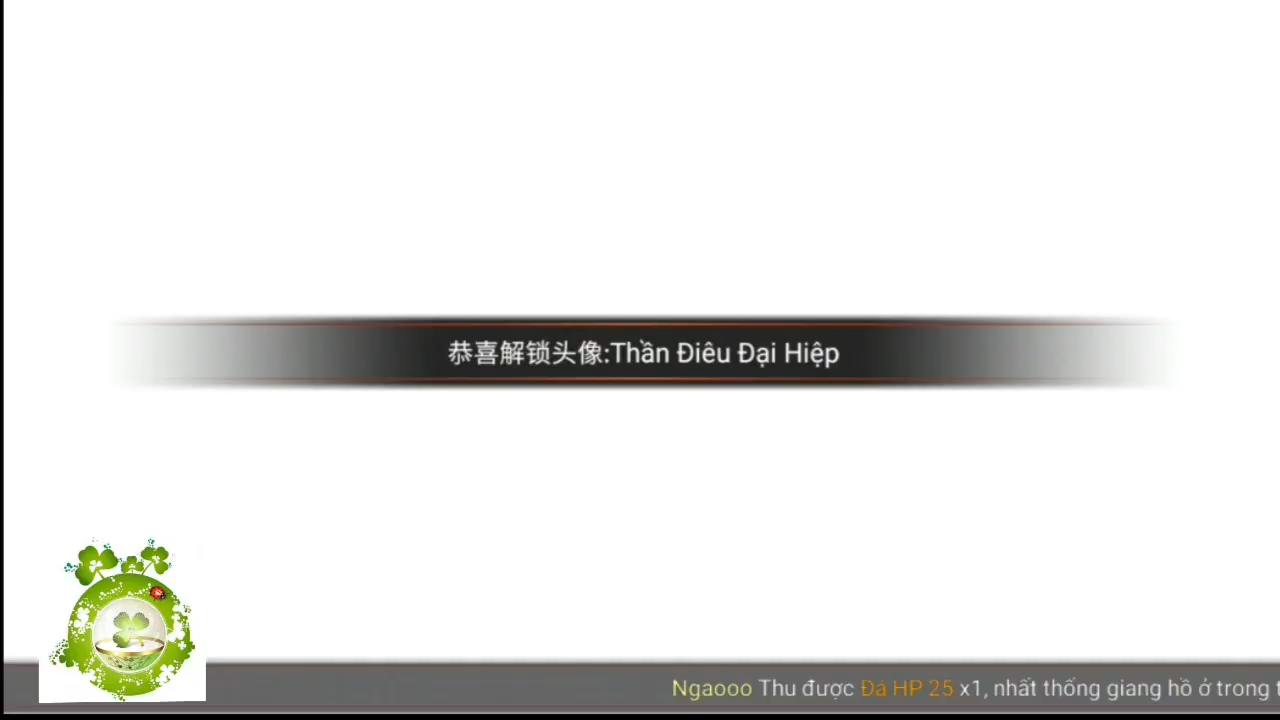 恭喜解锁头像:Thần Điêu Đại Hiệp
Ngaooo Thu được Đá HP 25 x1, nhất thống giang hồ ở trong